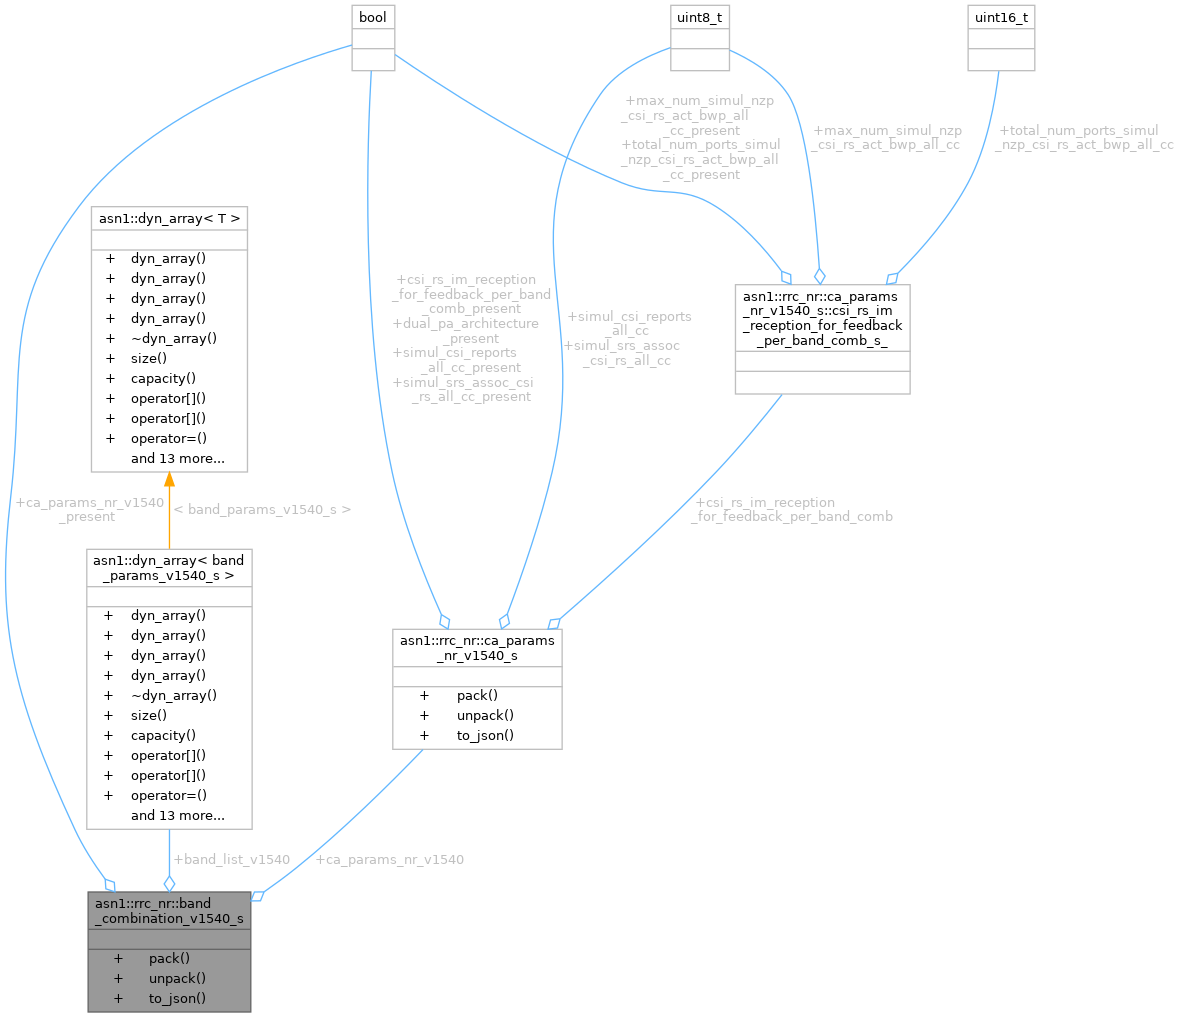 bool
uint8_t
uint16_t
+max_num_simul_nzp
_csi_rs_act_bwp_all
_cc_present
+total_num_ports_simul
_nzp_csi_rs_act_bwp_all
_cc_present
+max_num_simul_nzp
_csi_rs_act_bwp_all_cc
+total_num_ports_simul
_nzp_csi_rs_act_bwp_all_cc
asn1::dyn_array< T >
+ dyn_array()
+ dyn_array()
+ dyn_array()
+ dyn_array()
+ ~dyn_array()
+ size()
+ capacity()
+ operator[]()
+ operator[]()
+ operator=()
and 13 more...
+csi_rs_im_reception
_for_feedback_per_band
_comb_present
+dual_pa_architecture
_present
+simul_csi_reports
_all_cc_present
+simul_srs_assoc_csi
_rs_all_cc_present
+simul_csi_reports
_all_cc
+simul_srs_assoc
_csi_rs_all_cc
asn1::rrc_nr::ca_params
_nr_v1540_s::csi_rs_im
_reception_for_feedback
_per_band_comb_s_
+ca_params_nr_v1540
_present
< band_params_v1540_s >
+csi_rs_im_reception
_for_feedback_per_band_comb
asn1::dyn_array< band
_params_v1540_s >
+ dyn_array()
+ dyn_array()
+ dyn_array()
+ dyn_array()
+ ~dyn_array()
+ size()
+ capacity()
+ operator[]()
+ operator[]()
+ operator=()
and 13 more...
asn1::rrc_nr::ca_params
_nr_v1540_s
+ pack()
+ unpack()
+ to_json()
+band_list_v1540
+ca_params_nr_v1540
asn1::rrc_nr::band
_combination_v1540_s
+ pack()
+ unpack()
+ to_json()